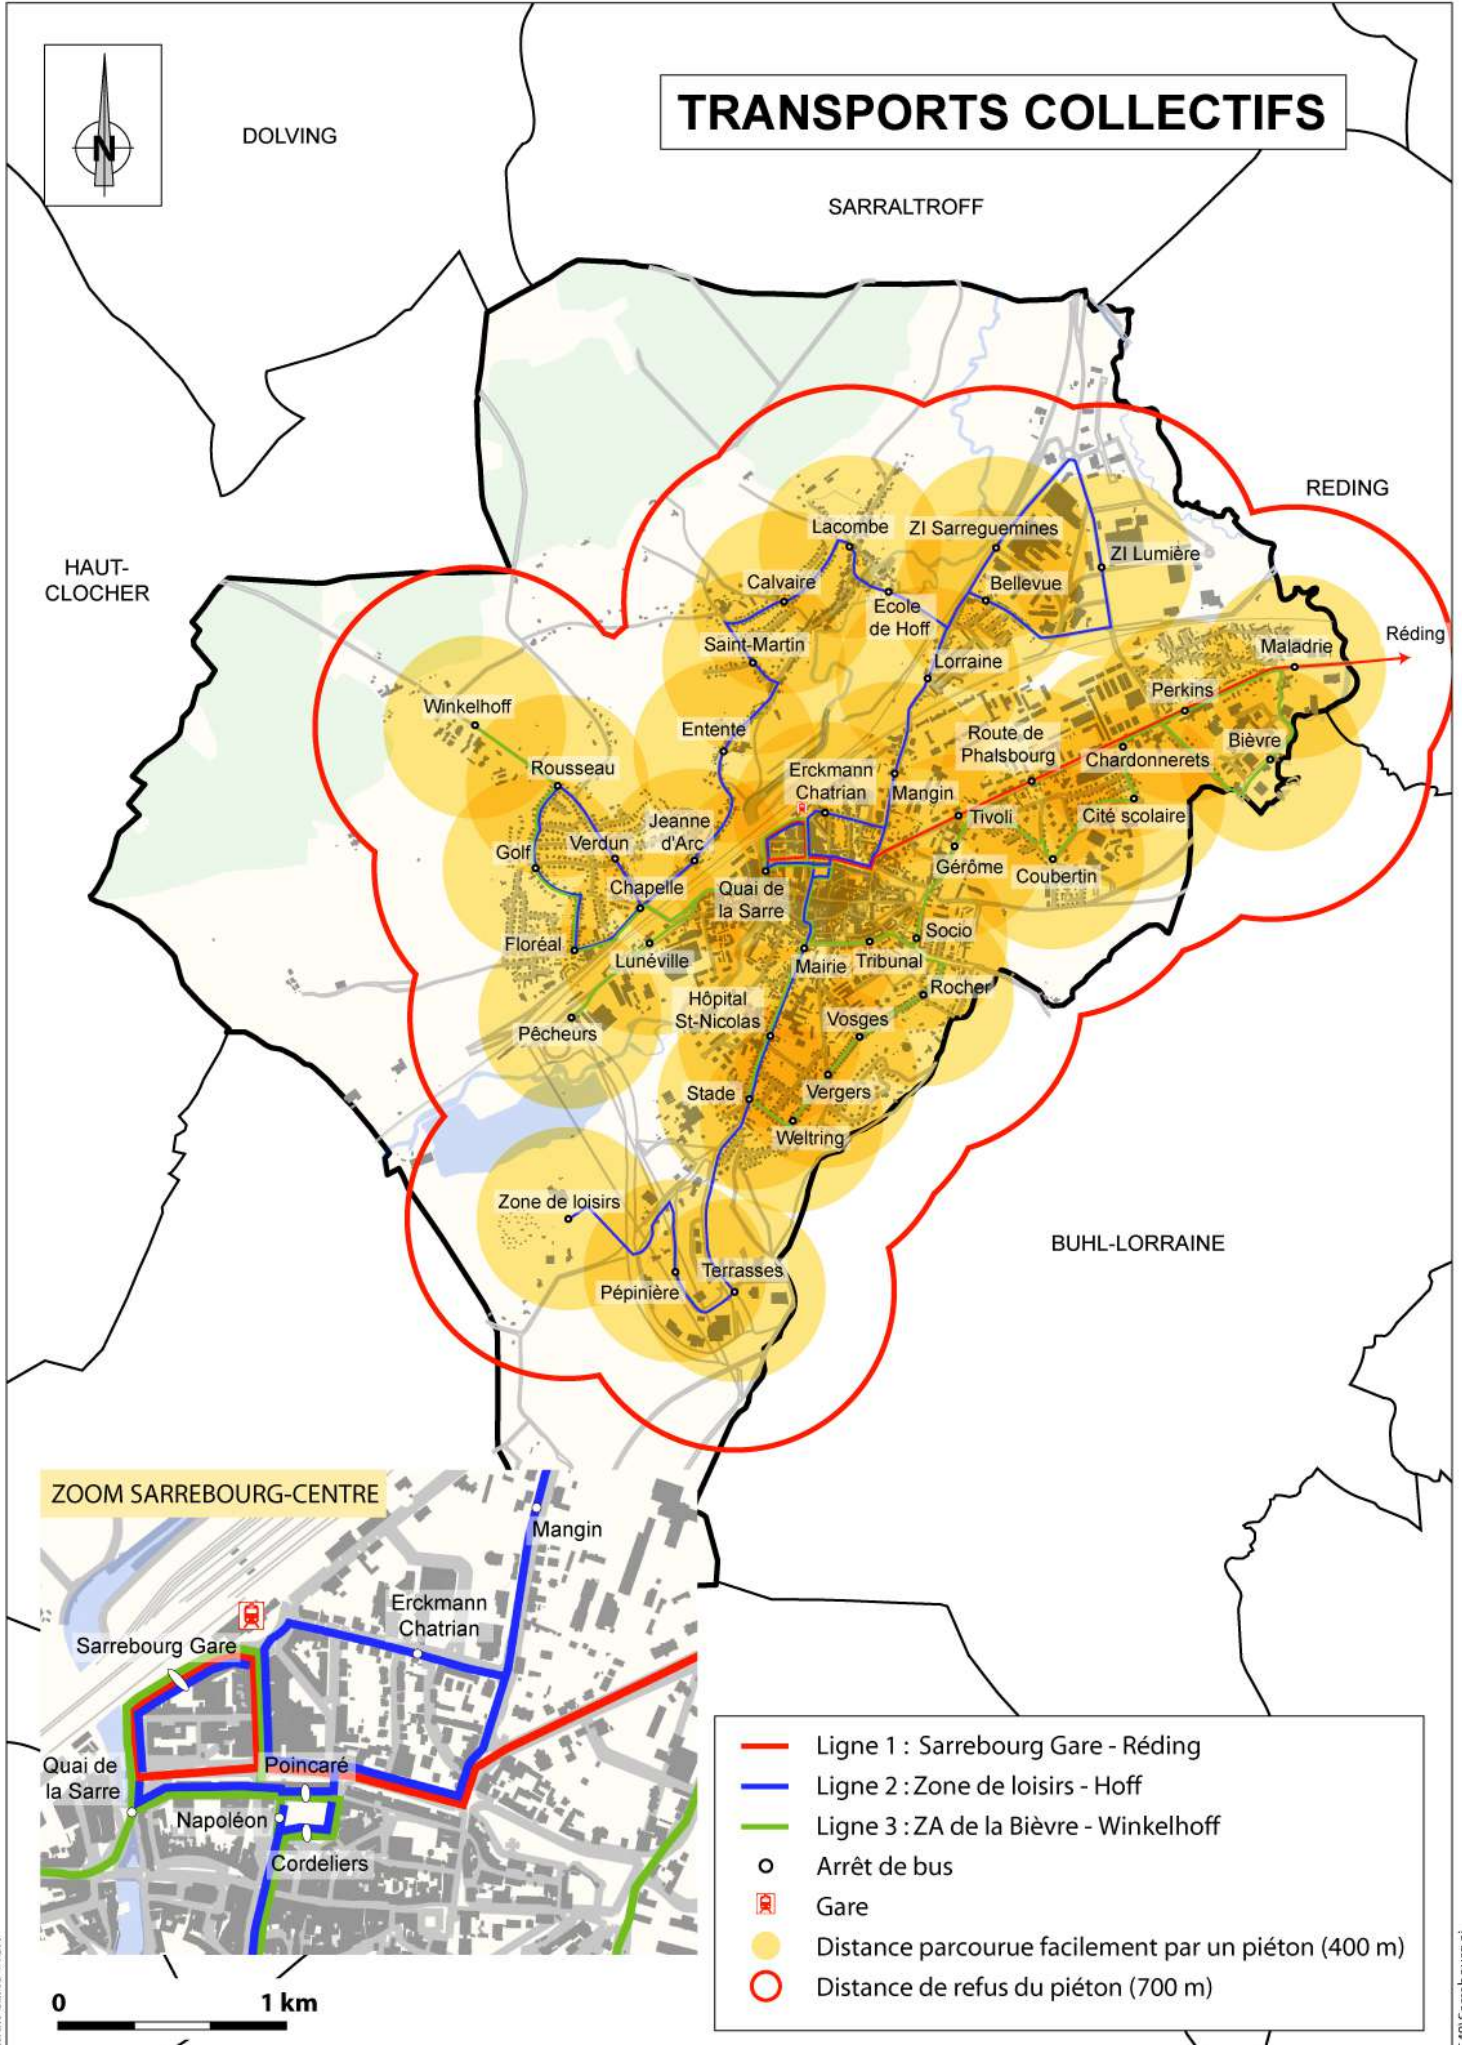 TRANSPORTS COLLECTIFS
N
DOLVING
SARRALTROFF
REDING
HAUT-
CLOCHER
Lacombe
ZI Sarreguemines
ZI Lumière
Calvaire
Bellevue
Ecole
de Hoff
Saint-Martin
Lorraine
Maladrie
Réding
Winkelhoff
Perkins
Entente
Route de
Phalsbourg
Bièvre
Chardonnerets
Rousseau
Erckmann
Chatrian
Mangin
Jeanne
d'Arc
Tivoli
Cité scolaire
Golf
Verdun
Gérôme
Coubertin
Chapelle
Quai de
la Sarre
Floréal
Lunéville
Mairie
Tribunal
Socio
Hôpital
St-Nicolas
Rocher
Pêcheurs
Vosges
Stade
Vergers
Weltring
Zone de loisirs
BUHL-LORRAINE
Pépinière
Terrasses
ZOOM SARREBOURG-CENTRE
Mangin
Erckmann
Chatrian
Sarrebourg Gare
Quai de
la Sarre
Poincaré
Napoléon
Cordeliers
0 1 km
Ligne 1 : Sarrebourg Gare - Réding
Ligne 2 : Zone de loisirs - Hoff
Ligne 3 : ZA de la Bièvre - Winkelhoff
Arrêt de bus
Gare
Distance parcourue facilement par un piéton (400 m)
Distance de refus du piéton (700 m)